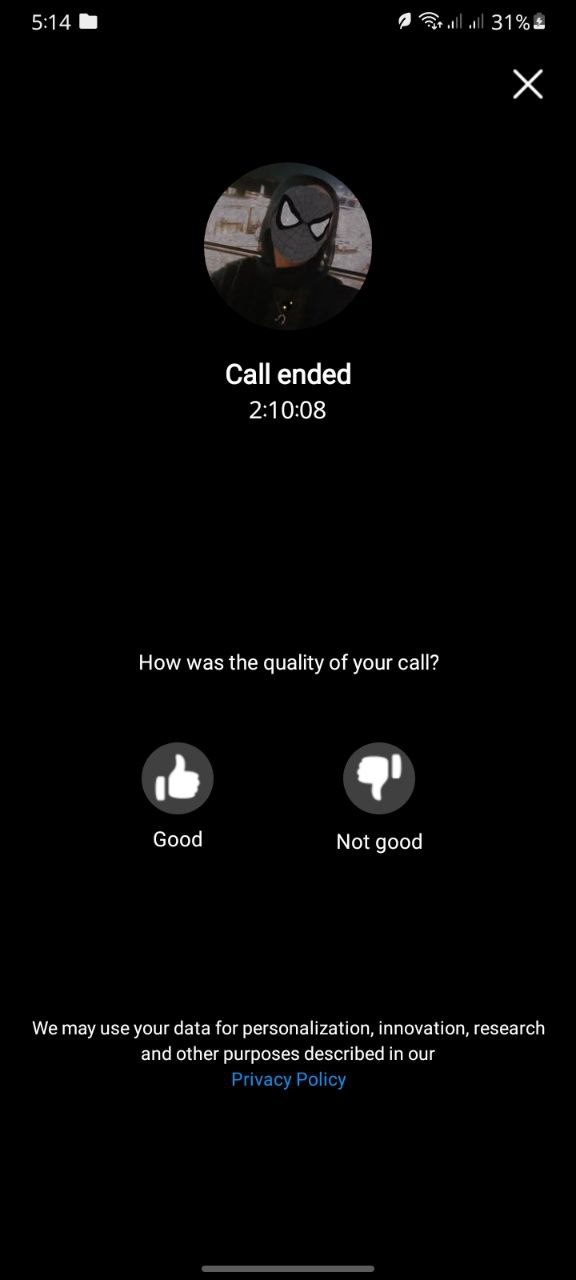 5:14
31%
Call ended
2:10:08
How was the quality of your call?
Good
Not good
We may use your data for personalization, innovation, research
and other purposes described in our
Privacy Policy